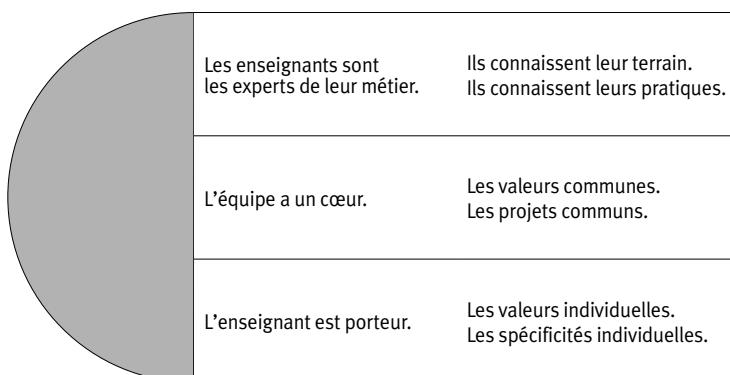 Les enseignants sont
les experts de leur métier.
Ils connaissent leur terrain.
Ils connaissent leurs pratiques.
L’équipe a un cœur.
Les valeurs communes.
Les projets communs.
L’enseignant est porteur.
Les valeurs individuelles.
Les spécificités individuelles.